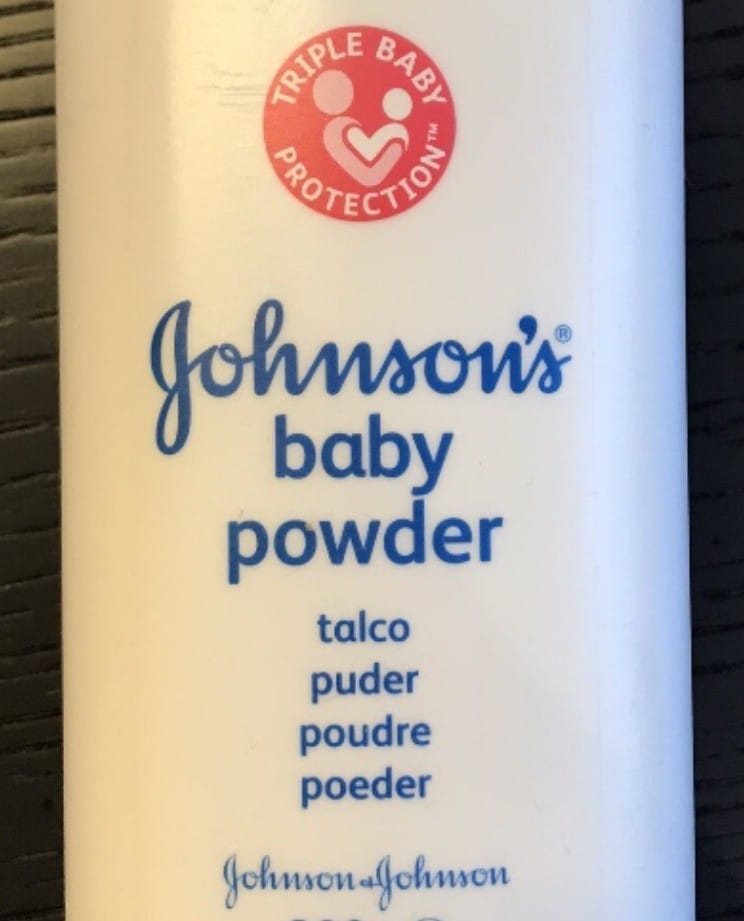 TRIPLE BABY
PROTECTION™
Johnson's®
baby
powder
talco
puder
poudre
poeder
Johnson & Johnson